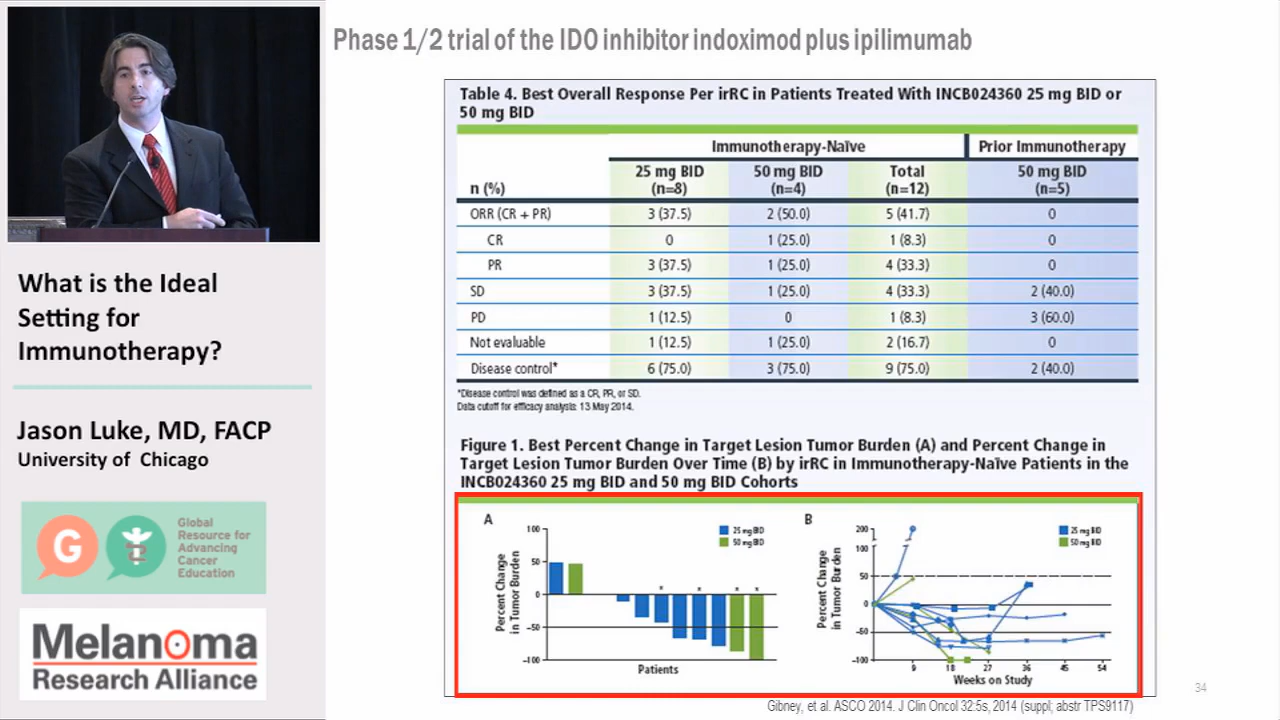 Phase 1/2 trial of the IDO inhibitor indoximod plus ipilimumab
What is the Ideal
Setting for
Immunotherapy?
Jason Luke, MD, FACP
University of Chicago
G
Global
Resource for
Advancing
Cancer
Education
Melanoma
Research Alliance
Table 4. Best Overall Response Per irRC in Patients Treated With INCB024360 25 mg BID or
50 mg BID
Immunotherapy-Naïve Prior Immunotherapy
n (%) 25 mg BID (n=8) 50 mg BID (n=4) Total (n=12) 50 mg BID (n=5)
ORR (CR + PR) 3 (37.5) 2 (50.0) 5 (41.7) 0
CR 0 1 (25.0) 1 (8.3) 0
PR 3 (37.5) 1 (25.0) 4 (33.3) 0
SD 3 (37.5) 1 (25.0) 4 (33.3) 2 (40.0)
PD 1 (12.5) 0 1 (8.3) 3 (60.0)
Not evaluable 1 (12.5) 1 (25.0) 2 (16.7) 0
Disease control* 6 (75.0) 3 (75.0) 9 (75.0) 2 (40.0)
*Disease control was defined as a CR, PR, or SD.
Data cutoff for efficacy analysis: 13 May 2014.
Figure 1. Best Percent Change in Target Lesion Tumor Burden (A) and Percent Change in
Target Lesion Tumor Burden Over Time (B) by irRC in Immunotherapy-Naïve Patients in the
INCB024360 25 mg BID and 50 mg BID Cohorts
A
Percent Change
in Tumor Burden
100
50
0
-50
-100
* * * *
25 mg BID
50 mg BID
Patients
B
Percent Change
in Tumor Burden
200
100
50
0
-50
-100
25 mg BID
50 mg BID
9 18 27 36 45 54
Weeks on Study
34
Gibney, et al. ASCO 2014. J Clin Oncol 32:5s, 2014 (suppl; abstr TPS9117)